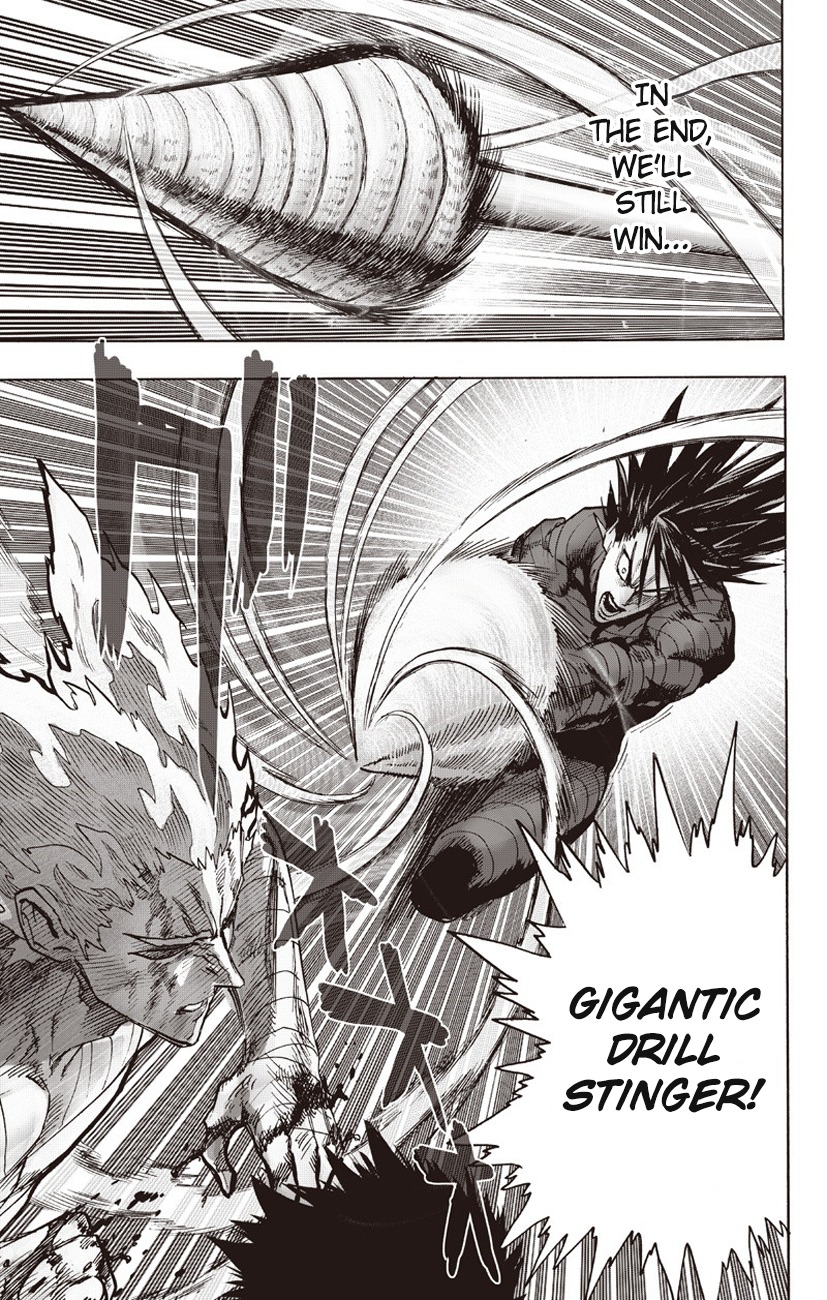 IN
THE END,
WE'LL
STILL
WIN...
GIGANTIC
DRILL
STINGER!